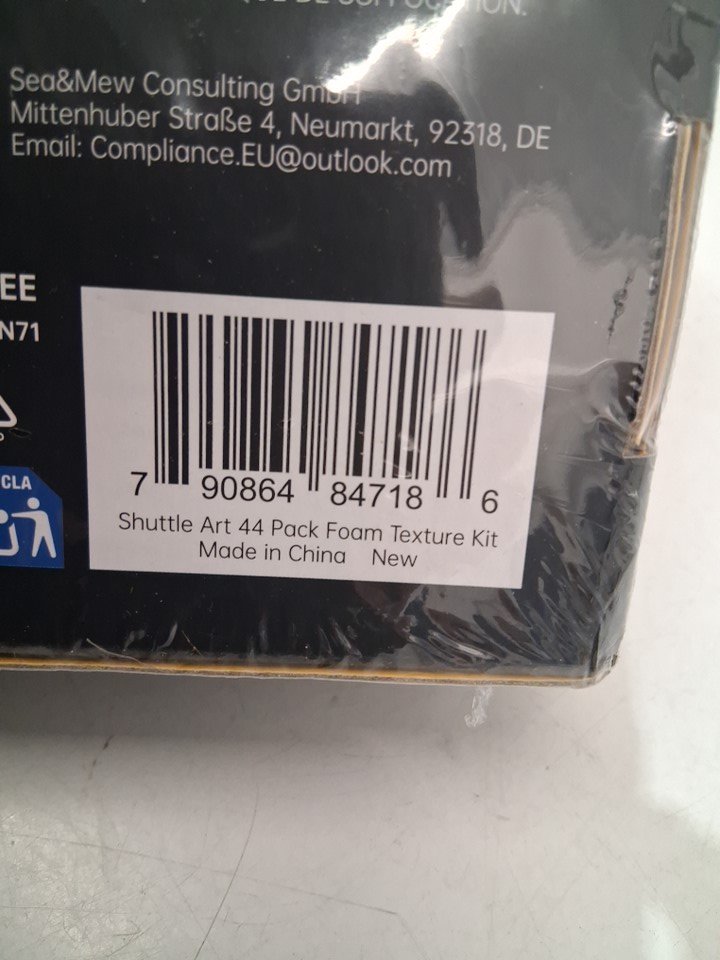 Sea&Mew Consulting GmbH
Mittenhuber Straße 4, Neumarkt, 92318, DE
Email: Compliance.EU@outlook.com
EE
N71
CLA
7 90864 84718 6
Shuttle Art 44 Pack Foam Texture Kit
Made in China New